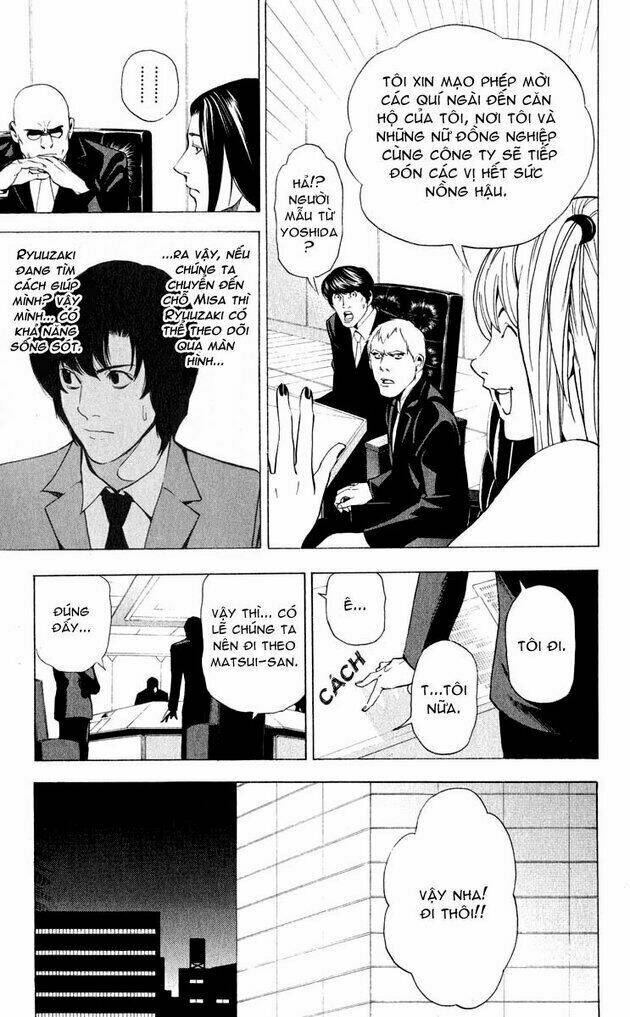 TÔI XIN MẠO PHÉP MỜI
CÁC QUÍ NGÀI ĐẾN CĂN
HỘ CỦA TÔI, NƠI TÔI VÀ
NHỮNG NỮ ĐỒNG NGHIỆP
CÙNG CÔNG TY SẼ TIẾP
ĐÓN CÁC VỊ HẾT SỨC
NỒNG HẬU.
HẢ!?
NGƯỜI
MẪU TỪ
YOSHIDA
?
......
...RA VẬY, NẾU
CHÚNG TA
CHUYỂN ĐẾN
CHỖ MISA THÌ
RYUUZAKI CÓ
THỂ THEO DÕI
QUA MÀN
HÌNH...
RYUUZAKI
ĐANG TÌM
CÁCH GIÚP
MÌNH? VẬY
MÌNH... CÓ
KHẢ NĂNG
SỐNG SÓT.
TÔI ĐI.
T...TÔI
NỮA.
Ê...
CÁCH
VẬY THÌ... CÓ
LẼ CHÚNG TA
NÊN ĐI THEO
MATSUI-SAN.
ĐÚNG
ĐẤY...
VẬY NHA!
ĐI THÔI!!